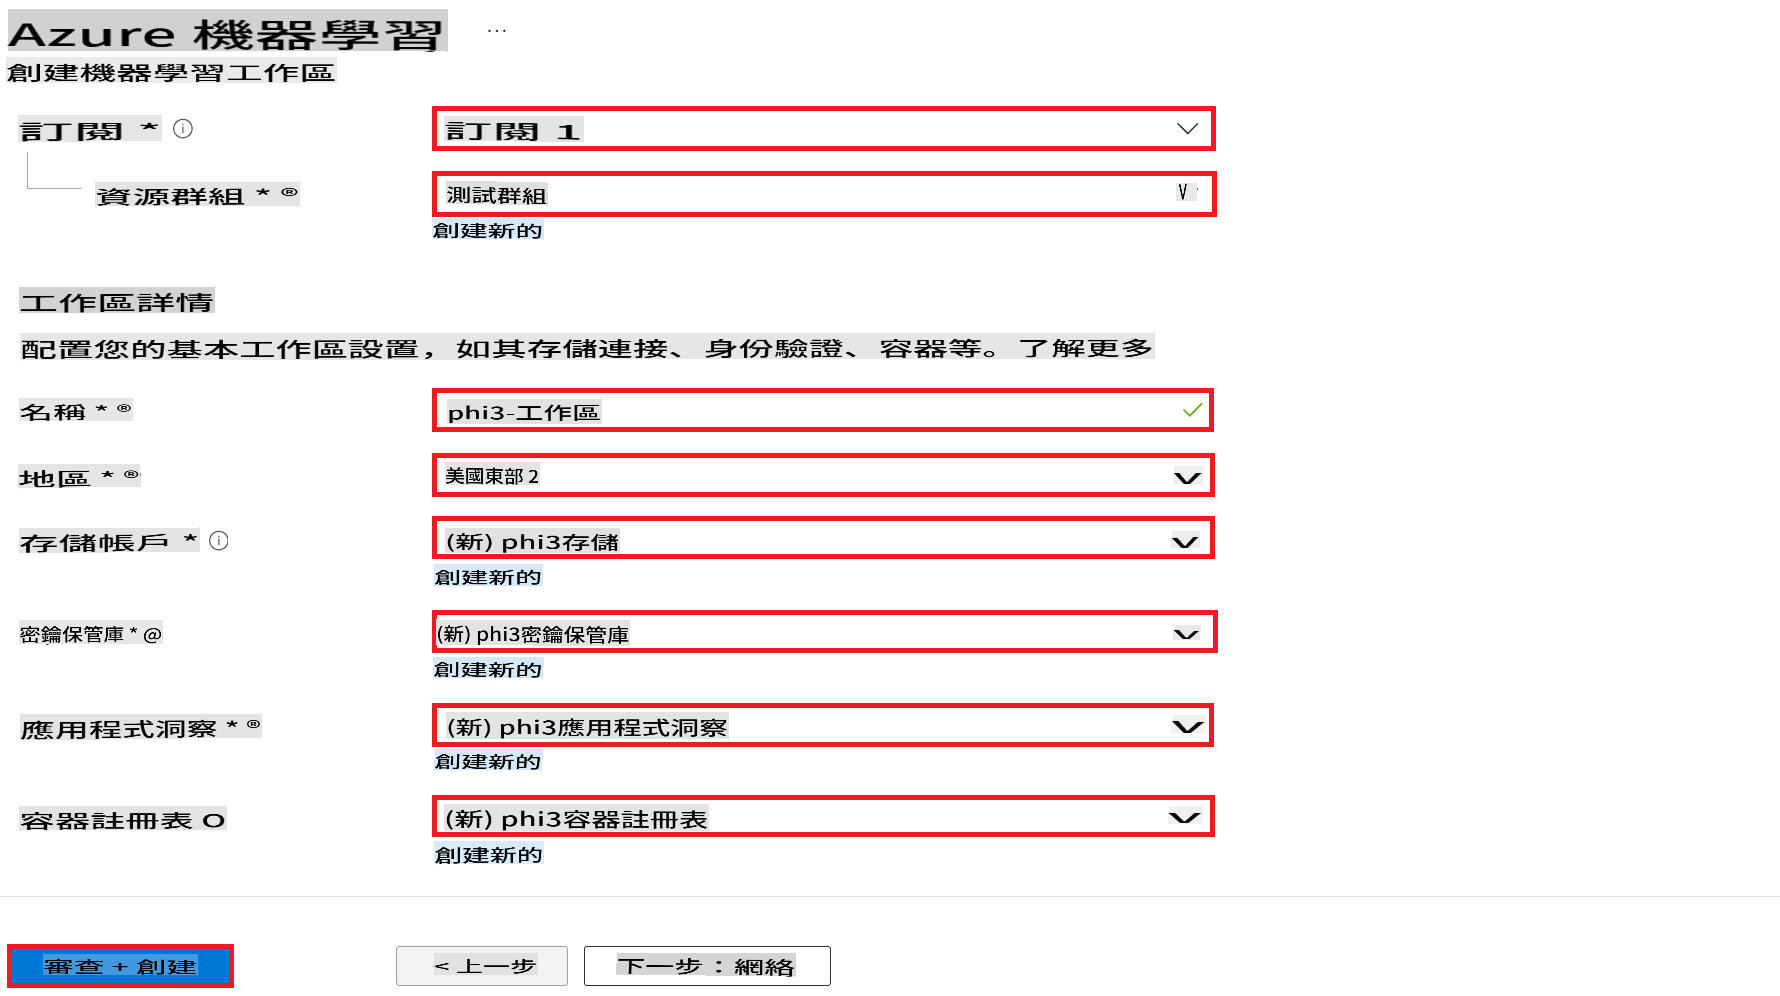 Azure 機器學習 ...
創建機器學習工作區
訂閱 * 訂閱 1
資源群組 * ® 測試群組
創建新的
工作區詳情
配置您的基本工作區設置，如其存儲連接、身份驗證、容器等。了解更多
名稱 * ® phi3-工作區
地區 * ® 美國東部 2
存儲帳戶 * (新) phi3存儲
創建新的
密鑰保管庫 * @ (新) phi3密鑰保管庫
創建新的
應用程式洞察 * ® (新) phi3應用程式洞察
創建新的
容器註冊表 O (新) phi3容器註冊表
創建新的
審查 + 創建 < 上一步 下一步：網絡